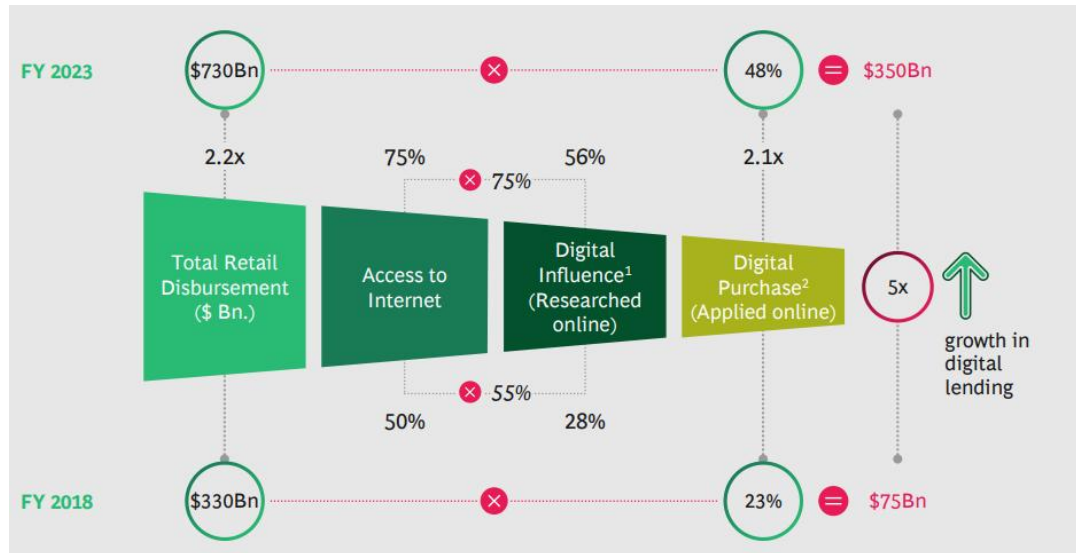 FY 2023
$730Bn
48%
$350Bn
2.2x
75%
56%
2.1x
75%
Total Retail
Disbursement
($ Bn.)
Access to
Internet
Digital
Influence¹
(Researched
online)
Digital
Purchase²
(Applied online)
5x
growth in
digital
lending
55%
50%
28%
FY 2018
$330Bn
23%
$75Bn